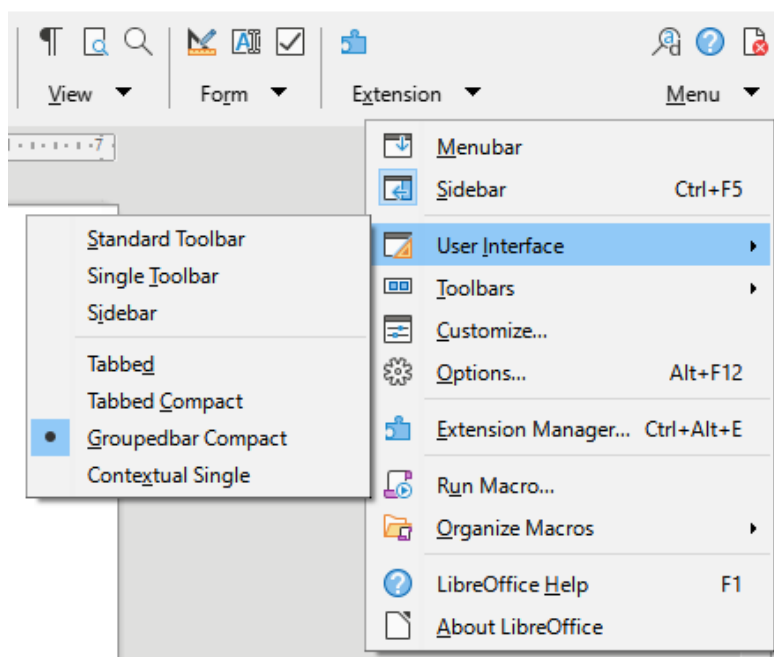 View Form Extension Menu
7
Menubar
Sidebar Ctrl+F5
User Interface
Toolbars
Customize...
Options... Alt+F12
Extension Manager... Ctrl+Alt+E
Run Macro...
Organize Macros
LibreOffice Help F1
About LibreOffice
Standard Toolbar
Single Toolbar
Sidebar
Tabbed
Tabbed Compact
Groupedbar Compact
Contextual Single